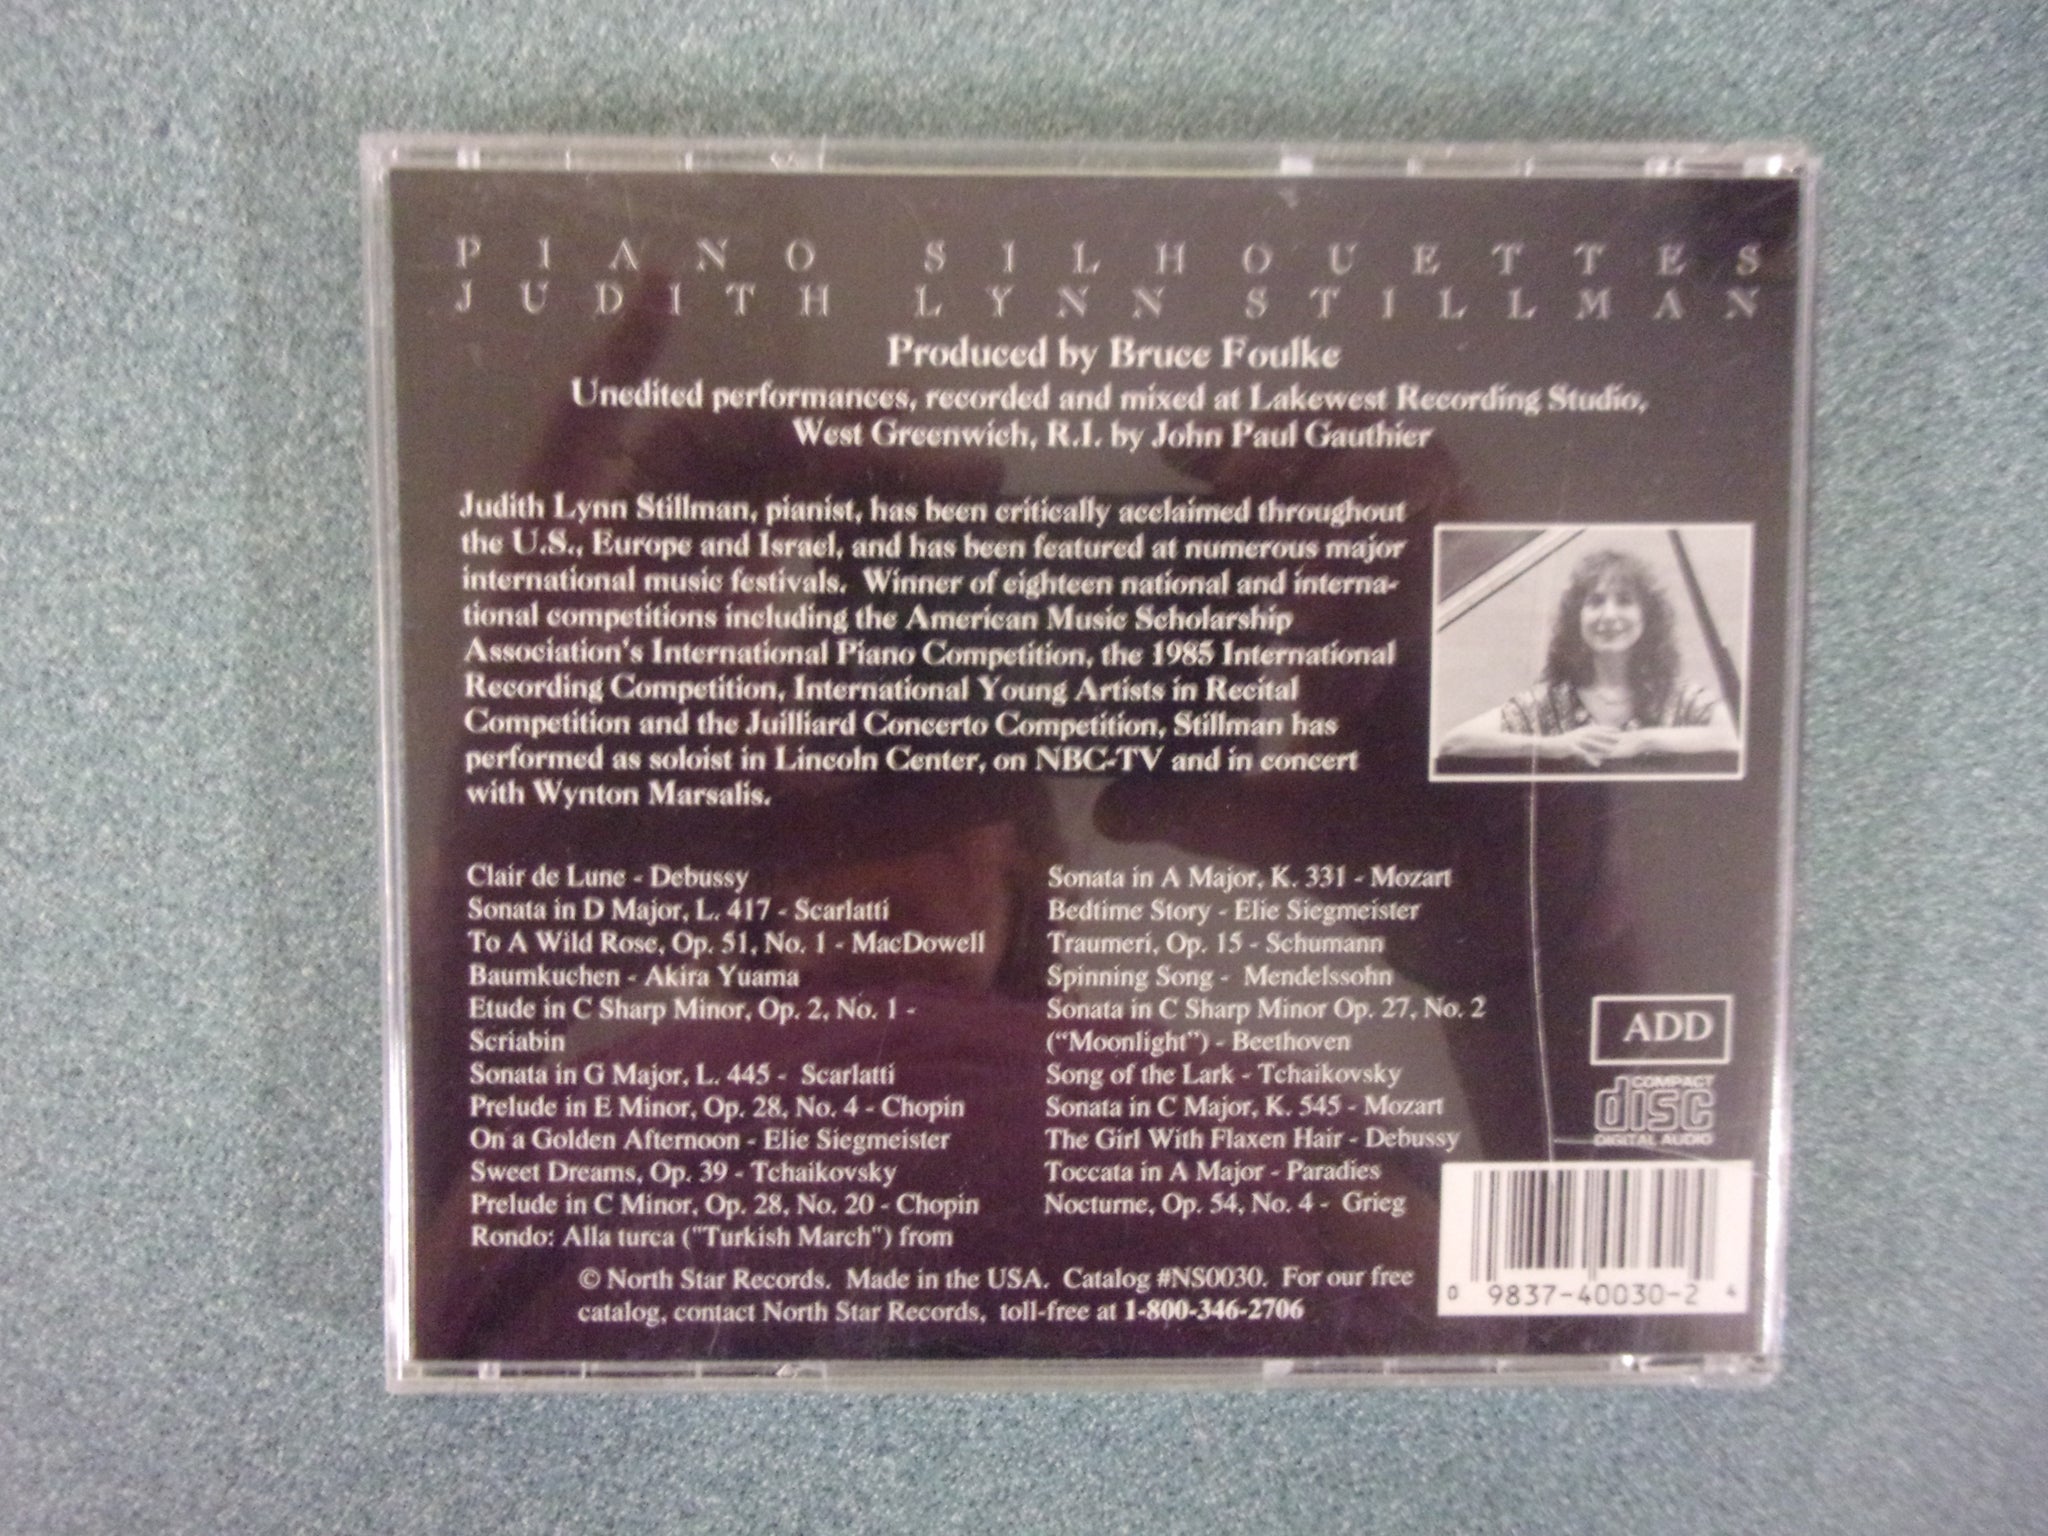 PIANO SILHOUETTES
JUDITH LYNN STILLMAN
Produced by Bruce Foulke
Unedited performances, recorded and mixed at Lakewest Recording Studio,
West Greenwich, R.I. by John Paul Gauthier
Judith Lynn Stillman, pianist, has been critically acclaimed throughout
the U.S., Europe and Israel, and has been featured at numerous major
international music festivals. Winner of eighteen national and interna-
tional competitions including the American Music Scholarship
Association's International Piano Competition, the 1985 International
Recording Competition, International Young Artists in Recital
Competition and the Juilliard Concerto Competition, Stillman has
performed as soloist in Lincoln Center, on NBC-TV and in concert
with Wynton Marsalis.
Clair de Lune - Debussy
Sonata in D Major, L. 417 - Scarlatti
To A Wild Rose, Op. 51, No. 1 - MacDowell
Baumkuchen - Akira Yuama
Etude in C Sharp Minor, Op. 2, No. 1 -
Scriabin
Sonata in G Major, L. 445 - Scarlatti
Prelude in E Minor, Op. 28, No. 4 - Chopin
On a Golden Afternoon - Elie Siegmeister
Sweet Dreams, Op. 39 - Tchaikovsky
Prelude in C Minor, Op. 28, No. 20 - Chopin
Rondo: Alla turca ("Turkish March") from
Sonata in A Major, K. 331 - Mozart
Bedtime Story - Elie Siegmeister
Traumeri, Op. 15 - Schumann
Spinning Song - Mendelssohn
Sonata in C Sharp Minor Op. 27, No. 2
("Moonlight") - Beethoven
Song of the Lark - Tchaikovsky
Sonata in C Major, K. 545 - Mozart
The Girl With Flaxen Hair - Debussy
Toccata in A Major - Paradies
Nocturne, Op. 54, No. 4 - Grieg
ADD
COMPACT
disc
DIGITAL AUDIO
0 9837-40030-2 4
© North Star Records. Made in the USA. Catalog #NS0030. For our free
catalog, contact North Star Records, toll-free at 1-800-346-2706